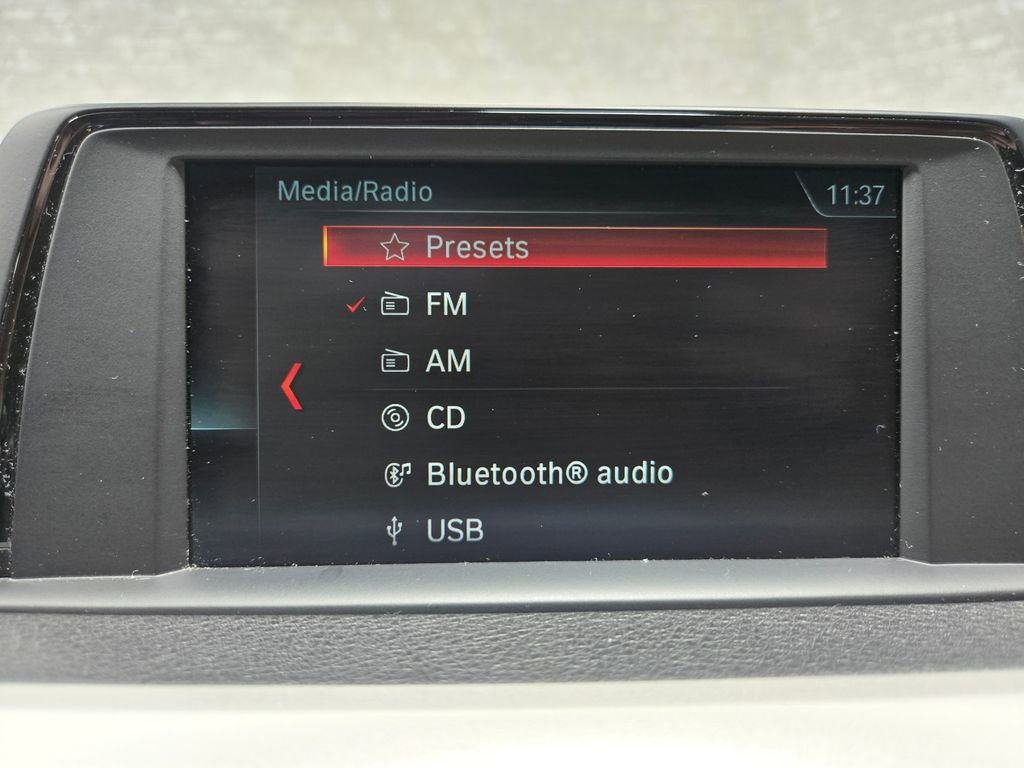 Media/Radio
11:37
Presets
FM
AM
CD
Bluetooth® audio
USB